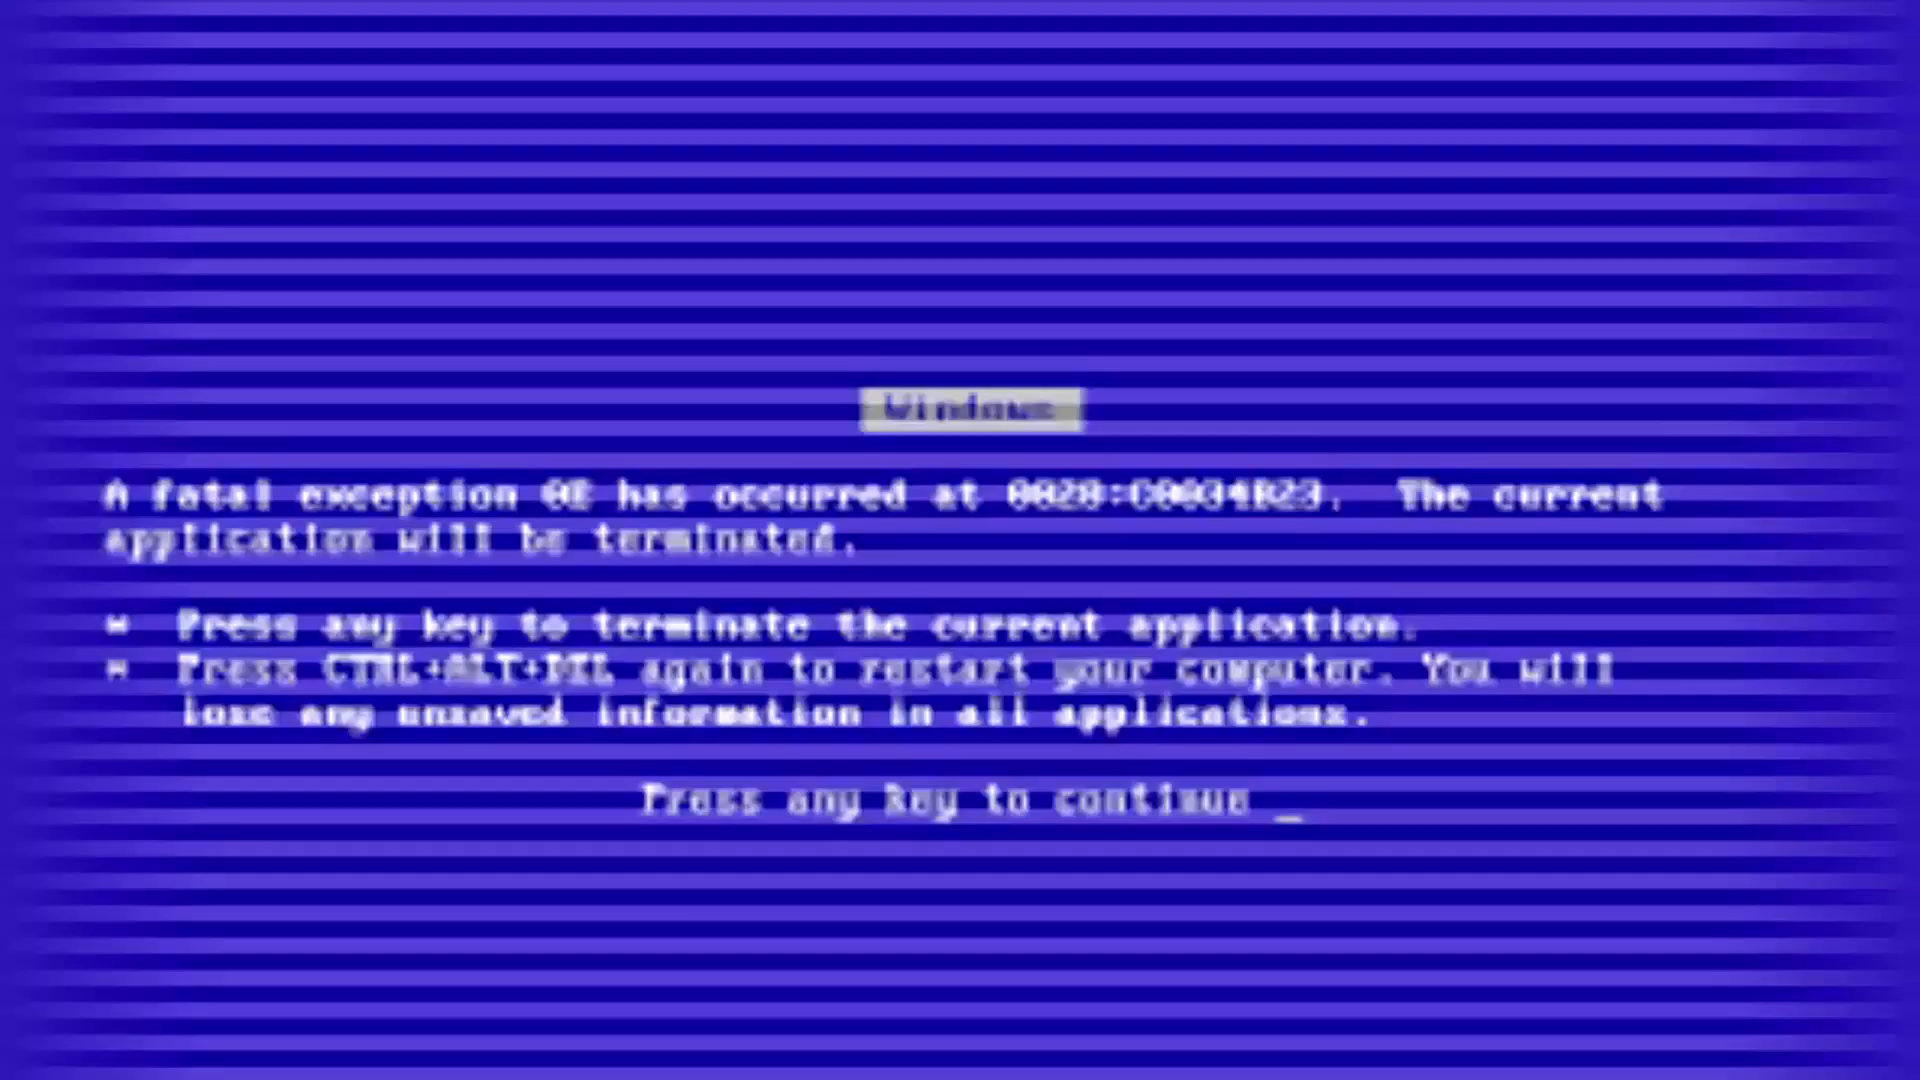 Windows
A fatal exception 0E has occurred at 0028:C0034B23. The current
application will be terminated.
* Press any key to terminate the current application.
* Press CTRL+ALT+DEL again to restart your computer. You will
lose any unsaved information in all applications.
Press any key to continue _